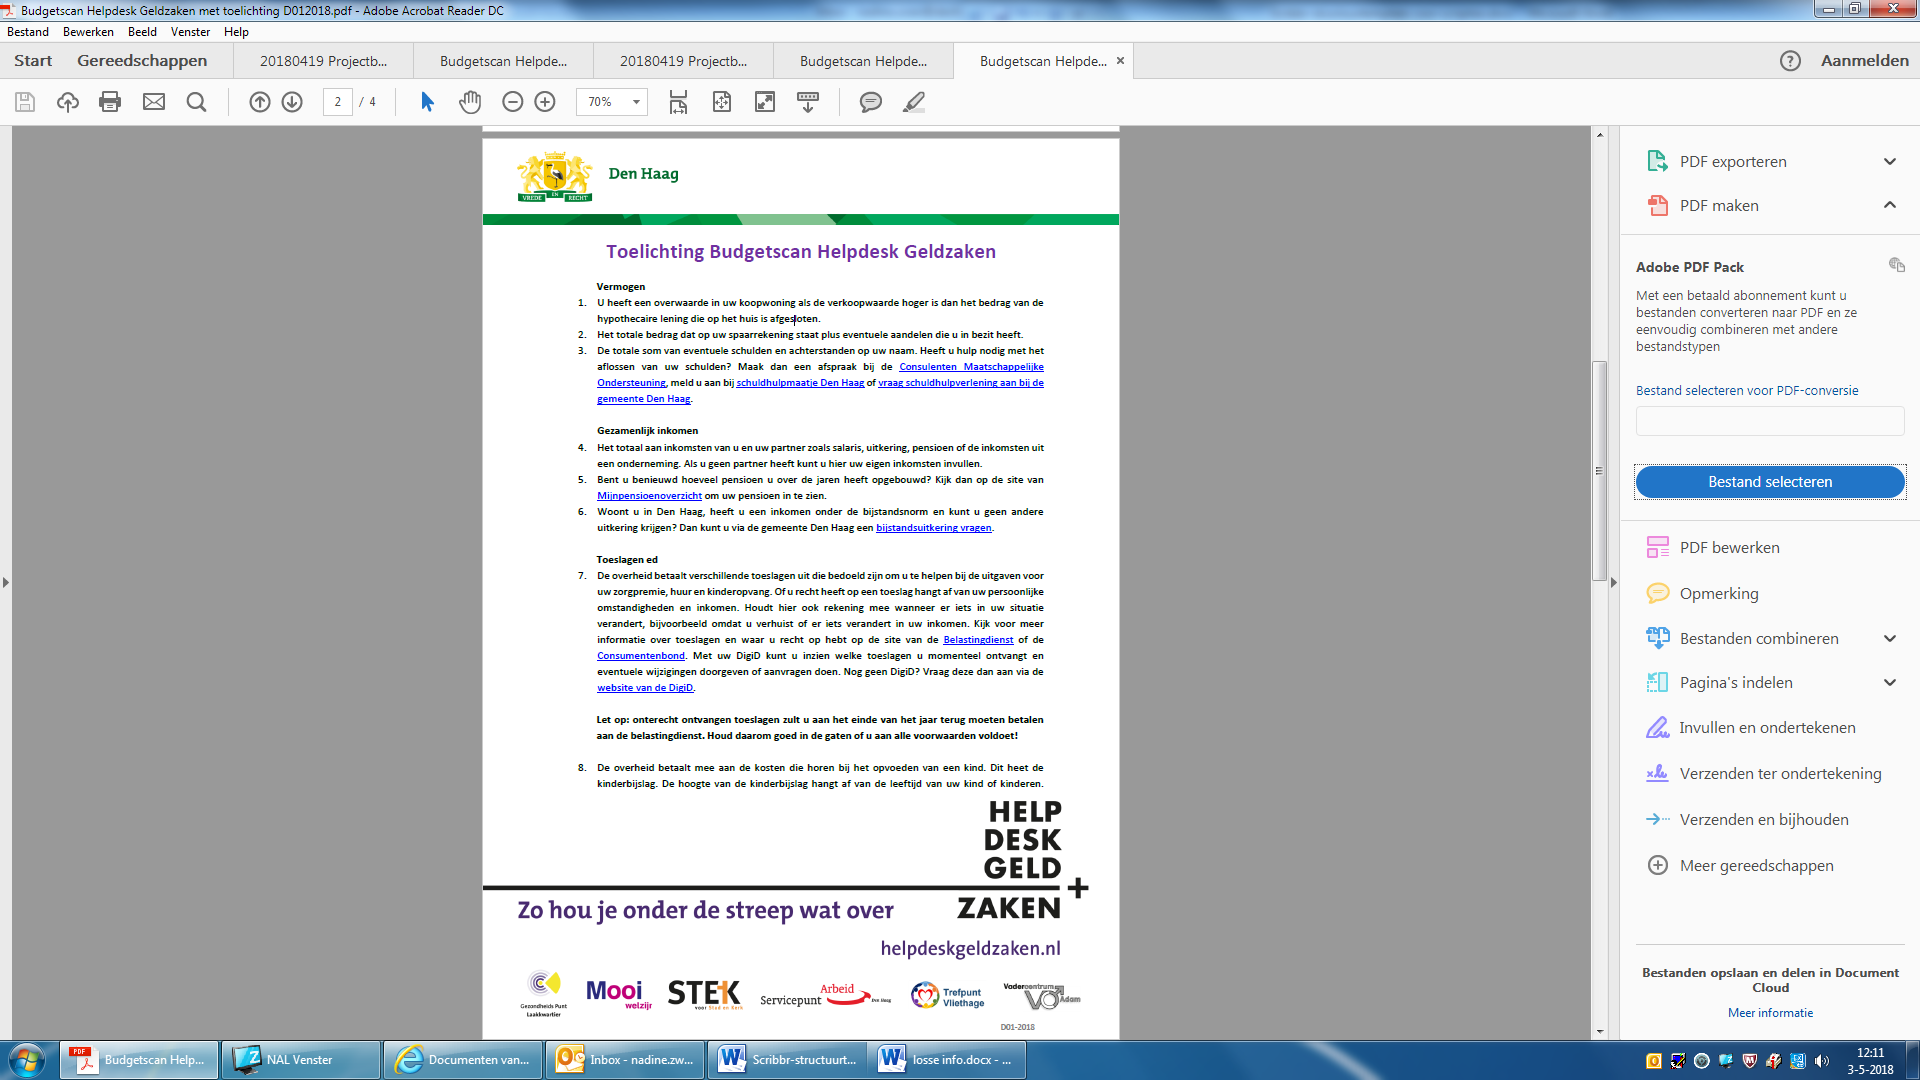 Budgetscan Helpdesk Geldzaken met toelichting D012018.pdf - Adobe Acrobat Reader DC
Bestand Bewerken Beeld Venster Help
Start Gereedschappen 20180419 Projectb... Budgetscan Helpde... 20180419 Projectb... Budgetscan Helpde... Budgetscan Helpde... × ? Aanmelden
2 / 4 70%
VREDE EN RECHT
Den Haag
Toelichting Budgetscan Helpdesk Geldzaken
Vermogen
1. U heeft een overwaarde in uw koopwoning als de verkoopwaarde hoger is dan het bedrag van de
hypothecaire lening die op het huis is afgesloten.
2. Het totale bedrag dat op uw spaarrekening staat plus eventuele aandelen die u in bezit heeft.
3. De totale som van eventuele schulden en achterstanden op uw naam. Heeft u hulp nodig met het
aflossen van uw schulden? Maak dan een afspraak bij de Consulenten Maatschappelijke
Ondersteuning, meld u aan bij schuldhulpmaatje Den Haag of vraag schuldhulpverlening aan bij de
gemeente Den Haag.
Gezamenlijk inkomen
4. Het totaal aan inkomsten van u en uw partner zoals salaris, uitkering, pensioen of de inkomsten uit
een onderneming. Als u geen partner heeft kunt u hier uw eigen inkomsten invullen.
5. Bent u benieuwd hoeveel pensioen u over de jaren heeft opgebouwd? Kijk dan op de site van
Mijnpensioenoverzicht om uw pensioen in te zien.
6. Woont u in Den Haag, heeft u een inkomen onder de bijstandsnorm en kunt u geen andere
uitkering krijgen? Dan kunt u via de gemeente Den Haag een bijstandsuitkering vragen.
Toeslagen ed
7. De overheid betaalt verschillende toeslagen uit die bedoeld zijn om u te helpen bij de uitgaven voor
uw zorgpremie, huur en kinderopvang. Of u recht heeft op een toeslag hangt af van uw persoonlijke
omstandigheden en inkomen. Houdt hier ook rekening mee wanneer er iets in uw situatie
verandert, bijvoorbeeld omdat u verhuist of er iets verandert in uw inkomen. Kijk voor meer
informatie over toeslagen en waar u recht op hebt op de site van de Belastingdienst of de
Consumentenbond. Met uw DigiD kunt u inzien welke toeslagen u momenteel ontvangt en
eventuele wijzigingen doorgeven of aanvragen doen. Nog geen DigiD? Vraag deze dan aan via de
website van de DigiD.
Let op: onterecht ontvangen toeslagen zult u aan het einde van het jaar terug moeten betalen
aan de belastingdienst. Houd daarom goed in de gaten of u aan alle voorwaarden voldoet!
8. De overheid betaalt mee aan de kosten die horen bij het opvoeden van een kind. Dit heet de
kinderbijslag. De hoogte van de kinderbijslag hangt af van de leeftijd van uw kind of kinderen.
HELP
DESK
GELD
+
ZAKEN
Zo hou je onder de streep wat over
helpdeskgeldzaken.nl
Gezondheids Punt
Laakkwartier
Mooi
welzijn
STEK
voor Stad en Kerk
Servicepunt Arbeid Den Haag
Trefpunt
Vliethage
Vadercentrum
VO Adam
D01-2018
PDF exporteren
PDF maken
Adobe PDF Pack
Met een betaald abonnement kunt u
bestanden converteren naar PDF en ze
eenvoudig combineren met andere
bestandstypen
Bestand selecteren voor PDF-conversie
Bestand selecteren
PDF bewerken
Opmerking
Bestanden combineren
Pagina's indelen
Invullen en ondertekenen
Verzenden ter ondertekening
Verzenden en bijhouden
Meer gereedschappen
Bestanden opslaan en delen in Document
Cloud
Meer informatie
Budgetscan Help... NAL Venster Documenten van... Inbox - nadine.zw... Scribbr-structuurt... losse info.docx - ...
12:11
3-5-2018